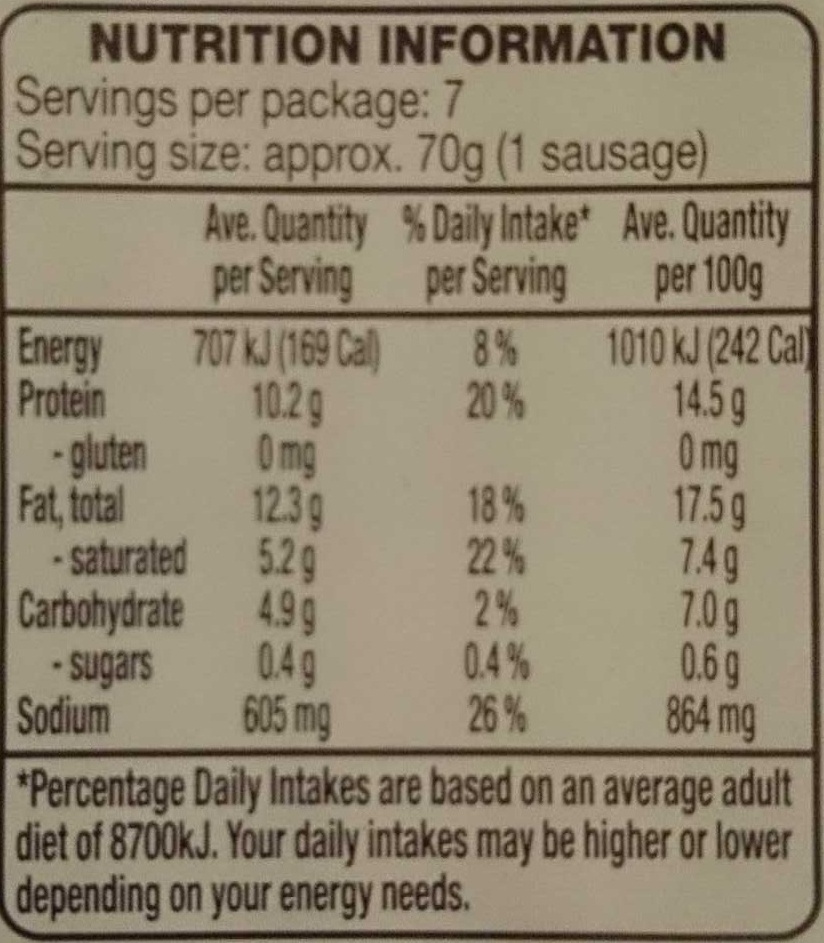 NUTRITION INFORMATION
Servings per package: 7
Serving size: approx. 70g (1 sausage)
Ave. Quantity % Daily Intake* Ave. Quantity
per Serving per Serving per 100g
Energy 707 kJ (169 Cal) 8% 1010 kJ (242 Cal)
Protein 10.2 g 20% 14.5 g
- gluten 0 mg 0 mg
Fat, total 12.3 g 18% 17.5 g
- saturated 5.2 g 22% 7.4 g
Carbohydrate 4.9 g 2% 7.0 g
- sugars 0.4 g 0.4% 0.6 g
Sodium 605 mg 26% 864 mg
*Percentage Daily Intakes are based on an average adult
diet of 8700kJ. Your daily intakes may be higher or lower
depending on your energy needs.